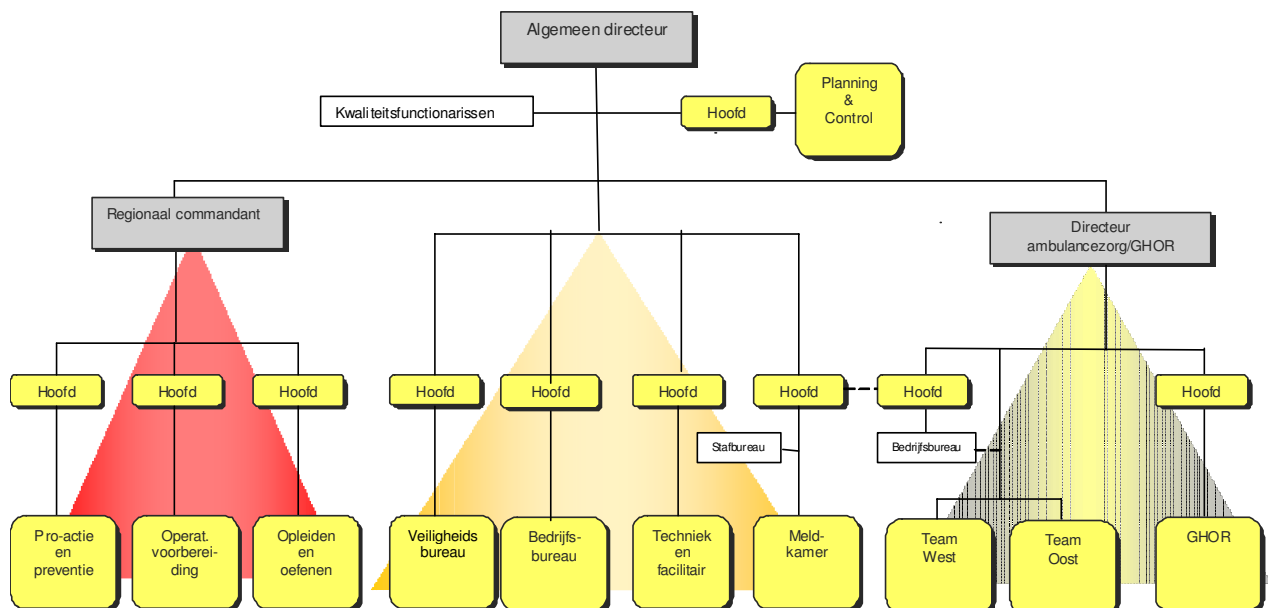 Algemeen directeur
Kwaliteitsfunctionarissen
Hoofd
Planning
&
Control
Regionaal commandant
Directeur
ambulancezorg/GHOR
Hoofd
Hoofd
Hoofd
Hoofd
Hoofd
Hoofd
Hoofd
Hoofd
Hoofd
Stafbureau
Bedrijfsbureau
Pro-actie
en
preventie
Operat.
voorberei-
ding
Opleiden
en
oefenen
Veiligheids
bureau
Bedrijfs-
bureau
Techniek
en
facilitair
Meld-
kamer
Team
West
Team
Oost
GHOR